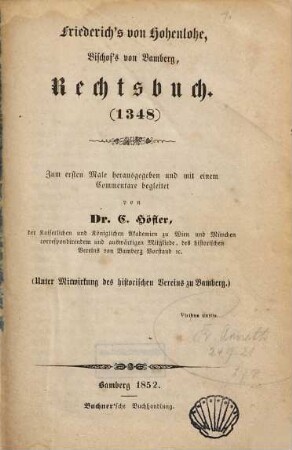 Friederich's von Hohenlohe,
Bischof's von Bamberg,
Rechtsbuch.
(1348)
Zum ersten Male herausgegeben und mit einem
Commentare begleitet
von
Dr. C. Höfler,
der Kaiserlichen und Königlichen Akademien zu Wien und München
correspondirendem und auswärtigen Mitgliede, des historischen
Vereins von Bamberg Vorstand ꝛc.
(Unter Mitwirkung des historischen Vereins zu Bamberg.)
Bamberg 1852.
Buchner'sche Buchhandlung.